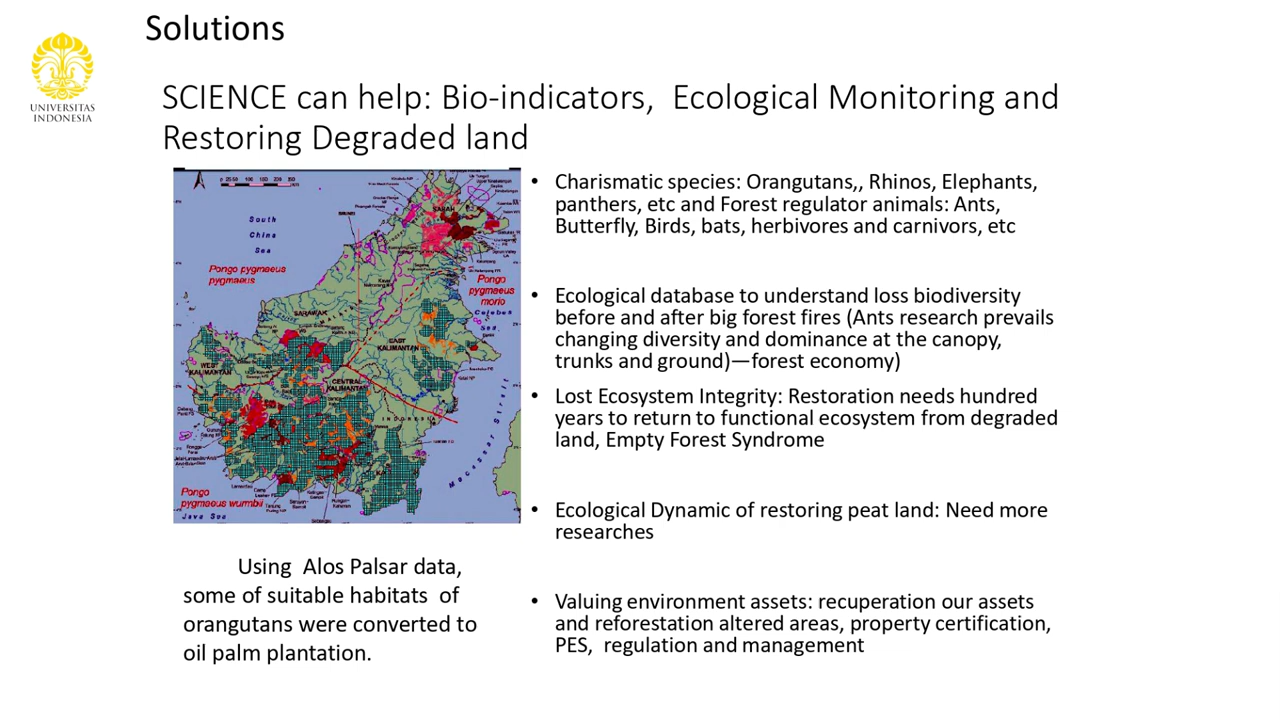 Solutions
UNIVERSITAS
INDONESIA
SCIENCE can help: Bio-indicators, Ecological Monitoring and
Restoring Degraded land
South
China
Sea
Pongo pygmaeus
pygmaeus
SABAH
Pongo
pygmaeus
morio
Celebes
Sea
SARAWAK
EAST
KALIMANTAN
WEST
KALIMANTAN
CENTRAL
KALIMANTAN
INDONESIA
Macassar Strait
Pongo
pygmaeus wurmbii
Java Sea
Using Alos Palsar data,
some of suitable habitats of
orangutans were converted to
oil palm plantation.
• Charismatic species: Orangutans,, Rhinos, Elephants,
panthers, etc and Forest regulator animals: Ants,
Butterfly, Birds, bats, herbivores and carnivors, etc
• Ecological database to understand loss biodiversity
before and after big forest fires (Ants research prevails
changing diversity and dominance at the canopy,
trunks and ground)—forest economy)
• Lost Ecosystem Integrity: Restoration needs hundred
years to return to functional ecosystem from degraded
land, Empty Forest Syndrome
• Ecological Dynamic of restoring peat land: Need more
researches
• Valuing environment assets: recuperation our assets
and reforestation altered areas, property certification,
PES, regulation and management